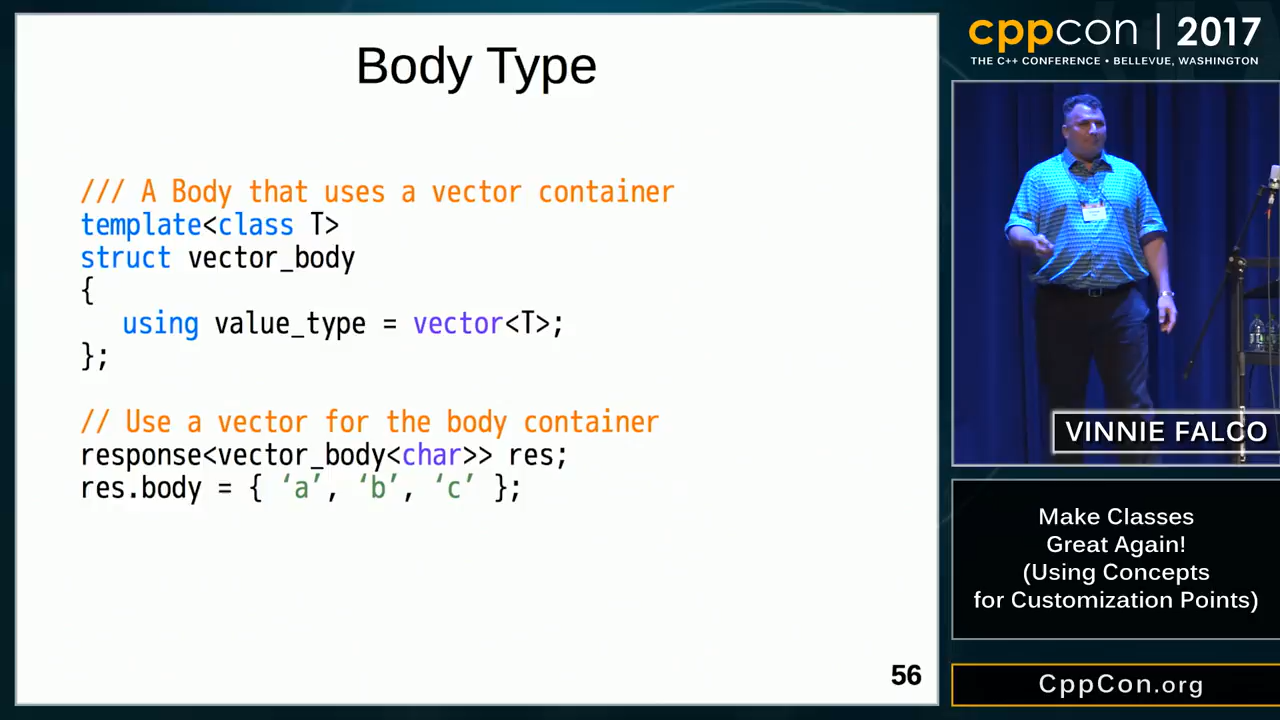 Body Type
/// A Body that uses a vector container
template<class T>
struct vector_body
{
using value_type = vector<T>;
};
// Use a vector for the body container
response<vector_body<char>> res;
res.body = { ‘a’, ‘b’, ‘c’ };
56
cppcon | 2017
THE C++ CONFERENCE • BELLEVUE, WASHINGTON
VINNIE FALCO
Make Classes
Great Again!
(Using Concepts
for Customization Points)
CppCon.org